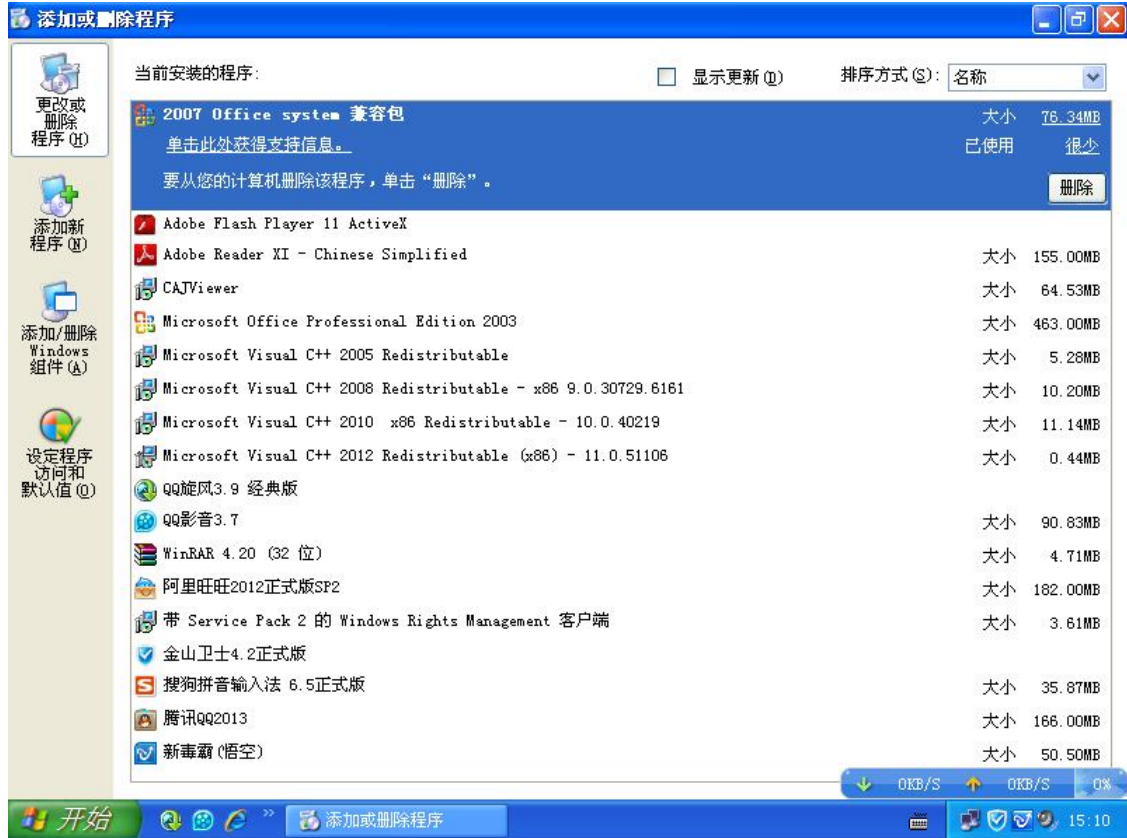 添加或删除程序
更改或
删除
程序(H)
添加新
程序(N)
添加/删除
Windows
组件(A)
设定程序
访问和
默认值(O)
当前安装的程序:
显示更新(D)
排序方式(S): 名称
2007 Office system 兼容包 大小 76.34MB
单击此处获得支持信息。 已使用 很少
要从您的计算机删除该程序，单击“删除”。 删除
Adobe Flash Player 11 ActiveX
Adobe Reader XI - Chinese Simplified 大小 155.00MB
CAJViewer 大小 64.53MB
Microsoft Office Professional Edition 2003 大小 463.00MB
Microsoft Visual C++ 2005 Redistributable 大小 5.28MB
Microsoft Visual C++ 2008 Redistributable - x86 9.0.30729.6161 大小 10.20MB
Microsoft Visual C++ 2010 x86 Redistributable - 10.0.40219 大小 11.14MB
Microsoft Visual C++ 2012 Redistributable (x86) - 11.0.51106 大小 0.44MB
QQ旋风3.9 经典版
QQ影音3.7 大小 90.83MB
WinRAR 4.20 (32 位) 大小 4.71MB
阿里旺旺2012正式版SP2 大小 182.00MB
带 Service Pack 2 的 Windows Rights Management 客户端 大小 3.61MB
金山卫士4.2正式版
搜狗拼音输入法 6.5正式版 大小 35.87MB
腾讯QQ2013 大小 166.00MB
新毒霸(悟空) 大小 50.50MB
0KB/S 0KB/S 0%
开始 添加或删除程序 15:10